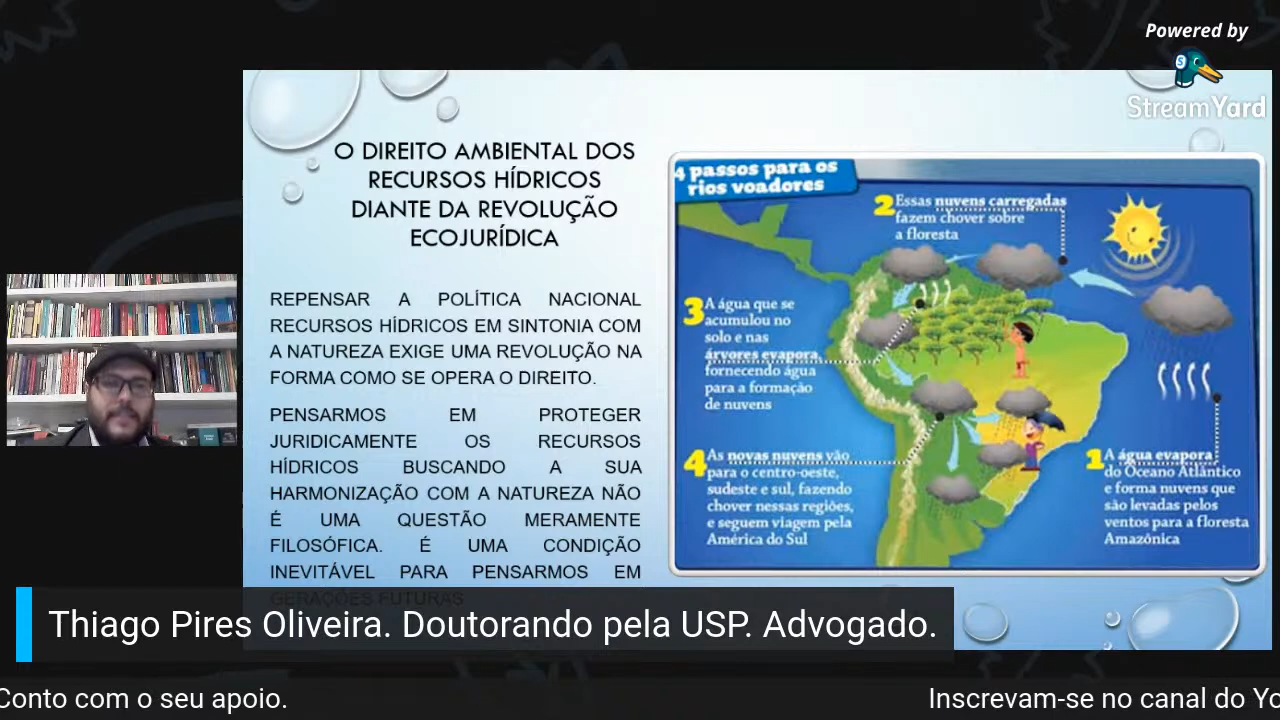 Powered by
StreamYard
O DIREITO AMBIENTAL DOS
RECURSOS HÍDRICOS
DIANTE DA REVOLUÇÃO
ECOJURÍDICA
REPENSAR A POLÍTICA NACIONAL
RECURSOS HÍDRICOS EM SINTONIA COM
A NATUREZA EXIGE UMA REVOLUÇÃO NA
FORMA COMO SE OPERA O DIREITO.
PENSARMOS EM PROTEGER
JURIDICAMENTE OS RECURSOS
HÍDRICOS BUSCANDO A SUA
HARMONIZAÇÃO COM A NATUREZA NÃO
É UMA QUESTÃO MERAMENTE
FILOSÓFICA. É UMA CONDIÇÃO
INEVITÁVEL PARA PENSARMOS EM
GERAÇÕES FUTURAS
4 passos para os
rios voadores
2 Essas nuvens carregadas
fazem chover sobre
a floresta
3 A água que se
acumulou no
solo e nas
árvores evapora,
fornecendo água
para a formação
de nuvens
4 As novas nuvens vão
para o centro-oeste,
sudeste e sul, fazendo
chover nessas regiões,
e seguem viagem pela
América do Sul
1 A água evapora
do Oceano Atlântico
e forma nuvens que
são levadas pelos
ventos para a floresta
Amazônica
Thiago Pires Oliveira. Doutorando pela USP. Advogado.
Conto com o seu apoio.
Inscrevam-se no canal do Yo